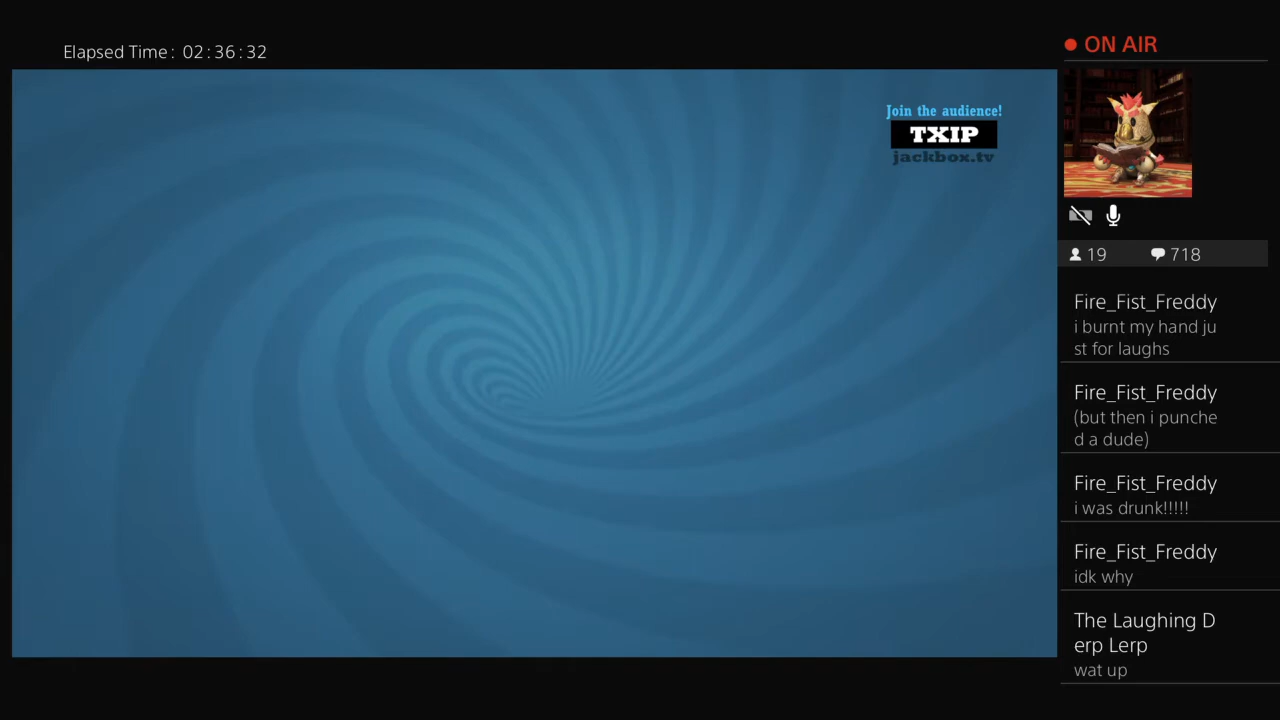 Elapsed Time: 02:36:32
ON AIR
Join the audience!
TXIP
jackbox.tv
19 718
Fire_Fist_Freddy
i burnt my hand ju
st for laughs
Fire_Fist_Freddy
(but then i punche
d a dude)
Fire_Fist_Freddy
i was drunk!!!!!
Fire_Fist_Freddy
idk why
The Laughing D
erp Lerp
wat up